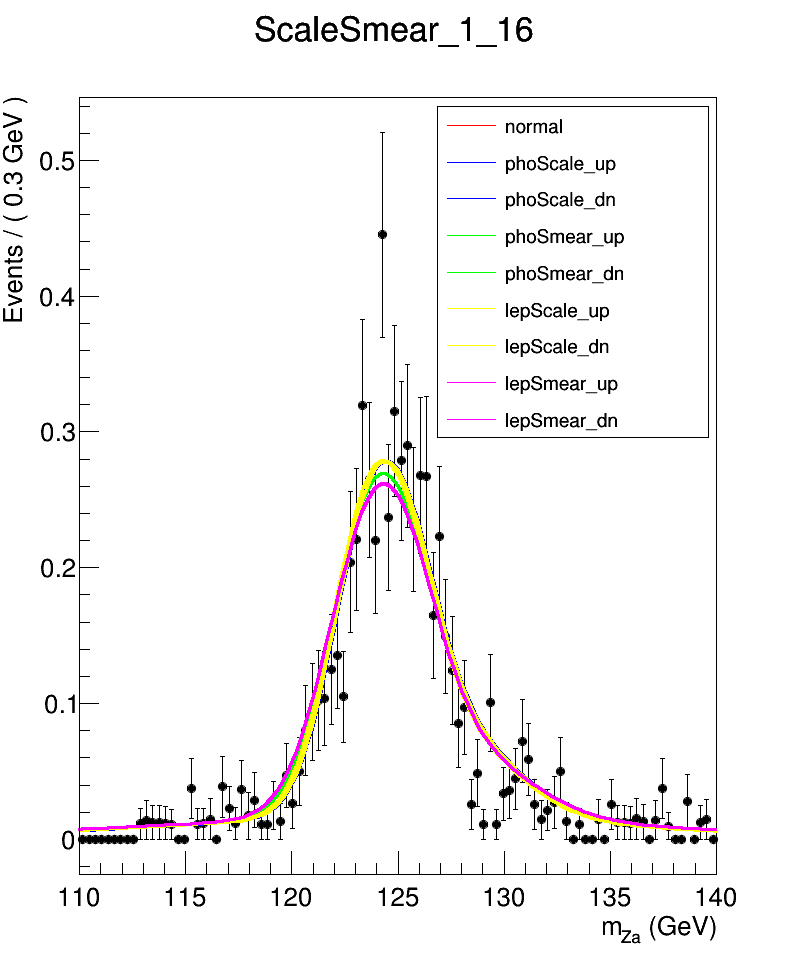 ScaleSmear_1_16
Events / ( 0.3 GeV )
0.5
0.4
0.3
0.2
0.1
0
normal
phoScale_up
phoScale_dn
phoSmear_up
phoSmear_dn
lepScale_up
lepScale_dn
lepSmear_up
lepSmear_dn
110 115 120 125 130 135 140
m_Za (GeV)